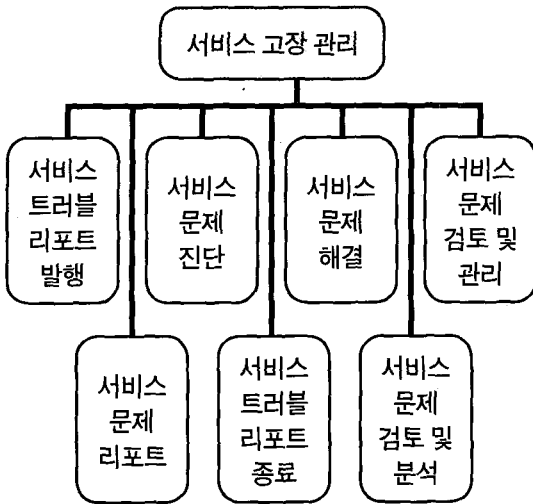 서비스 고장 관리
서비스
트러블
리포트
발행
서비스
문제
진단
서비스
문제
해결
서비스
문제
검토 및
관리
서비스
문제
리포트
서비스
트러블
리포트
종료
서비스
문제
검토 및
분석